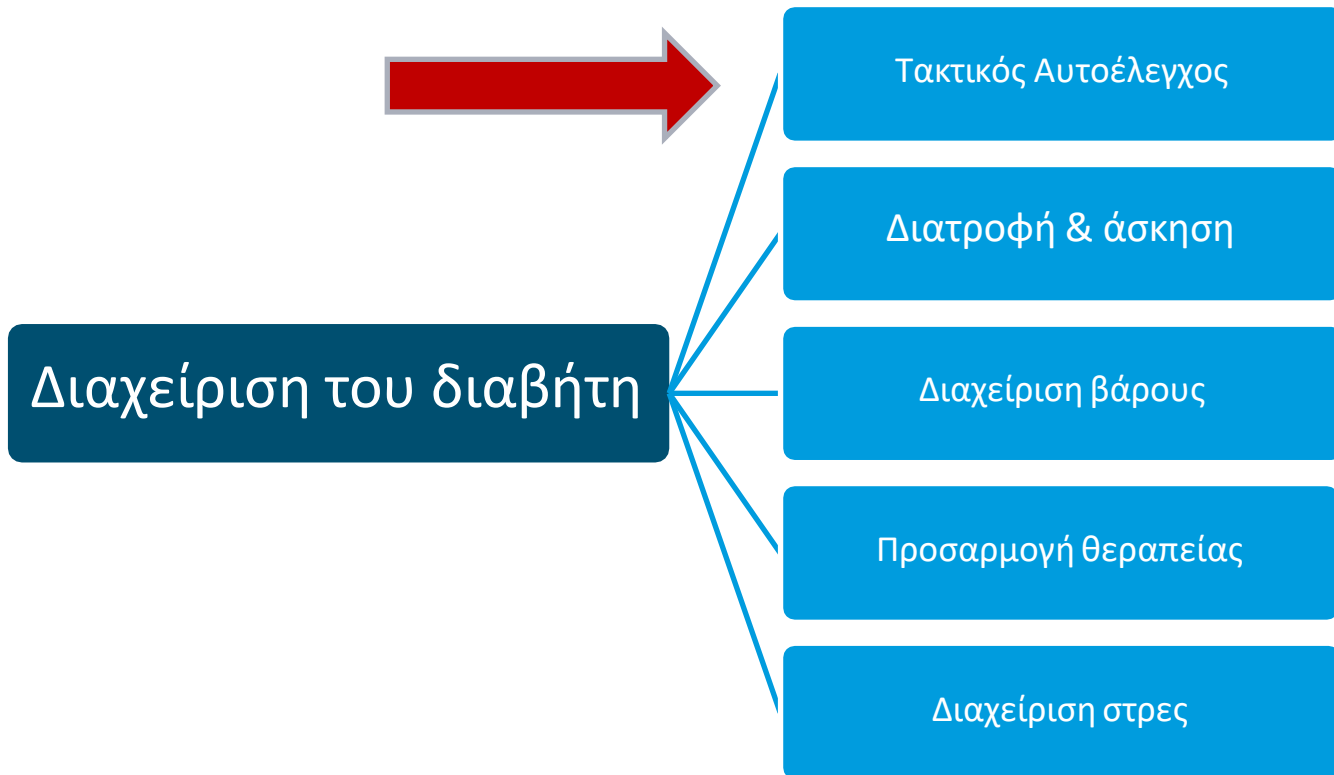 Τακτικός Αυτοέλεγχος
Διατροφή & άσκηση
Διαχείριση του διαβήτη
Διαχείριση βάρους
Προσαρμογή θεραπείας
Διαχείριση στρες